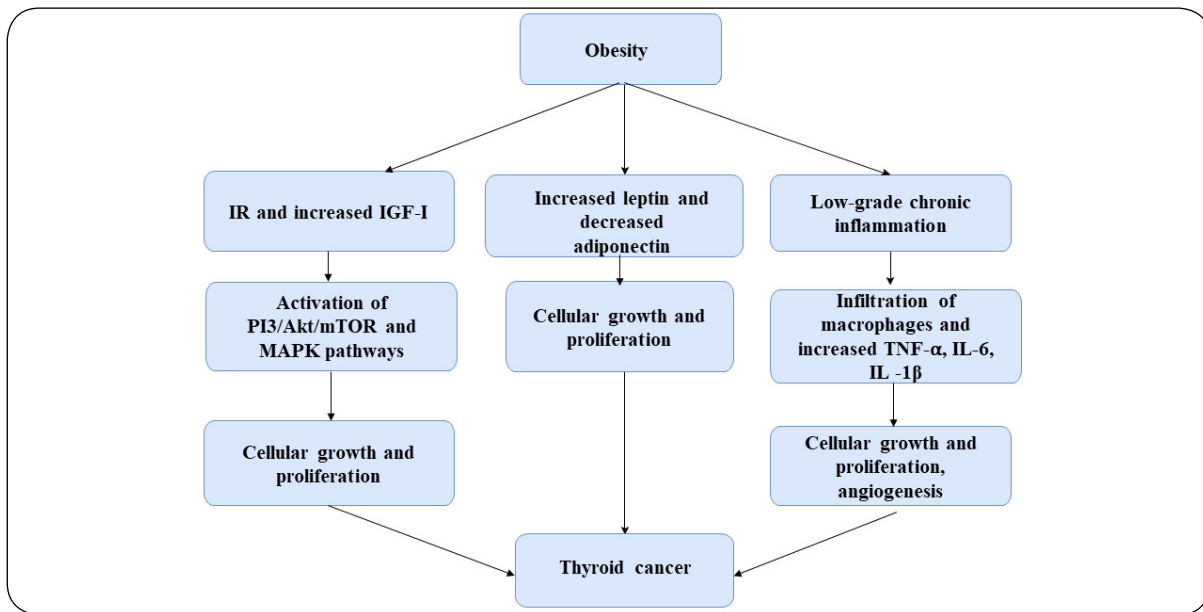 Obesity
IR and increased IGF-I
Increased leptin and
decreased
adiponectin
Low-grade chronic
inflammation
Activation of
PI3/Akt/mTOR and
MAPK pathways
Cellular growth and
proliferation
Infiltration of
macrophages and
increased TNF-α, IL-6,
IL -1β
Cellular growth and
proliferation
Cellular growth and
proliferation,
angiogenesis
Thyroid cancer